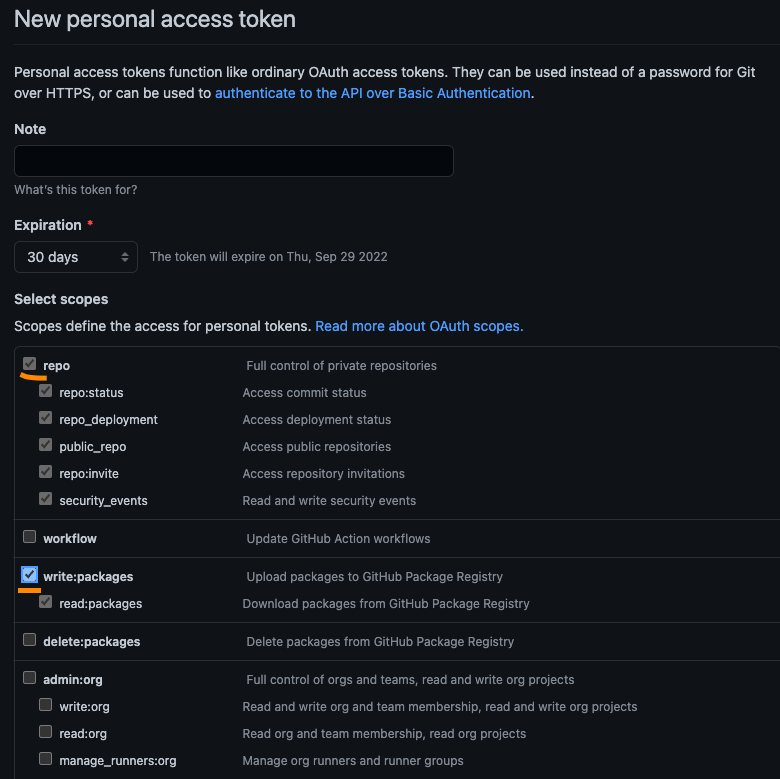 New personal access token
Personal access tokens function like ordinary OAuth access tokens. They can be used instead of a password for Git
over HTTPS, or can be used to authenticate to the API over Basic Authentication.
Note
What's this token for?
Expiration *
30 days The token will expire on Thu, Sep 29 2022
Select scopes
Scopes define the access for personal tokens. Read more about OAuth scopes.
repo Full control of private repositories
repo:status Access commit status
repo_deployment Access deployment status
public_repo Access public repositories
repo:invite Access repository invitations
security_events Read and write security events
workflow Update GitHub Action workflows
write:packages Upload packages to GitHub Package Registry
read:packages Download packages from GitHub Package Registry
delete:packages Delete packages from GitHub Package Registry
admin:org Full control of orgs and teams, read and write org projects
write:org Read and write org and team membership, read and write org projects
read:org Read org and team membership, read org projects
manage_runners:org Manage org runners and runner groups